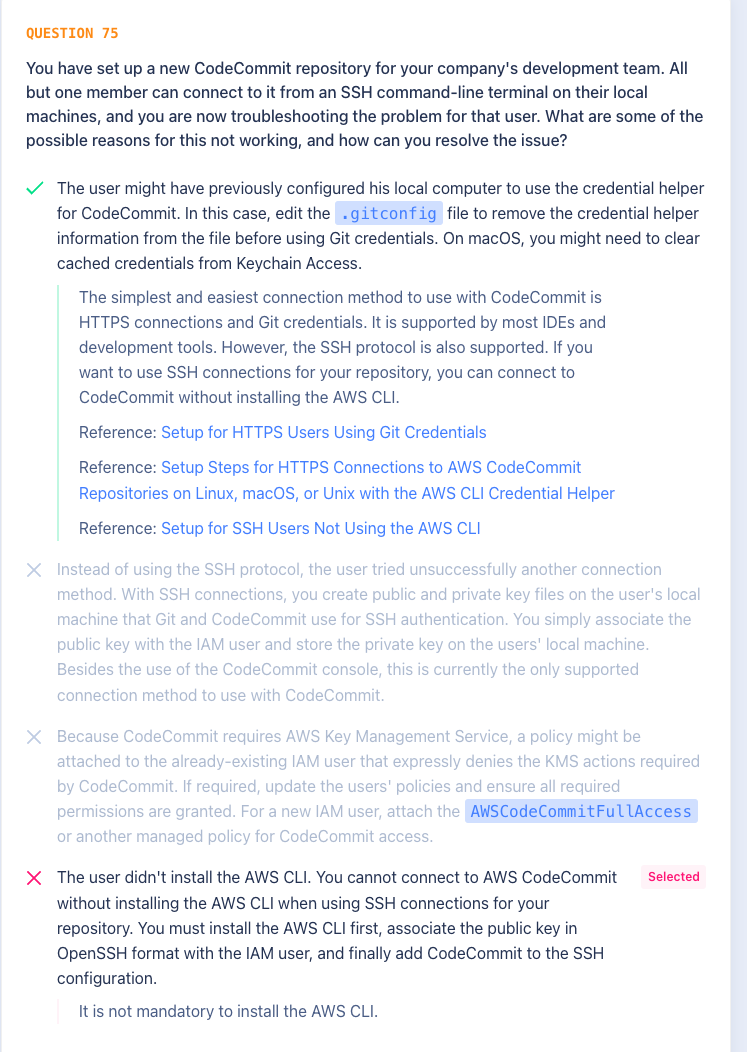 QUESTION 75
You have set up a new CodeCommit repository for your company's development team. All
but one member can connect to it from an SSH command-line terminal on their local
machines, and you are now troubleshooting the problem for that user. What are some of the
possible reasons for this not working, and how can you resolve the issue?
The user might have previously configured his local computer to use the credential helper
for CodeCommit. In this case, edit the .gitconfig file to remove the credential helper
information from the file before using Git credentials. On macOS, you might need to clear
cached credentials from Keychain Access.
The simplest and easiest connection method to use with CodeCommit is
HTTPS connections and Git credentials. It is supported by most IDEs and
development tools. However, the SSH protocol is also supported. If you
want to use SSH connections for your repository, you can connect to
CodeCommit without installing the AWS CLI.
Reference: Setup for HTTPS Users Using Git Credentials
Reference: Setup Steps for HTTPS Connections to AWS CodeCommit
Repositories on Linux, macOS, or Unix with the AWS CLI Credential Helper
Reference: Setup for SSH Users Not Using the AWS CLI
Instead of using the SSH protocol, the user tried unsuccessfully another connection
method. With SSH connections, you create public and private key files on the user's local
machine that Git and CodeCommit use for SSH authentication. You simply associate the
public key with the IAM user and store the private key on the users' local machine.
Besides the use of the CodeCommit console, this is currently the only supported
connection method to use with CodeCommit.
Because CodeCommit requires AWS Key Management Service, a policy might be
attached to the already-existing IAM user that expressly denies the KMS actions required
by CodeCommit. If required, update the users' policies and ensure all required
permissions are granted. For a new IAM user, attach the AWSCodeCommitFullAccess
or another managed policy for CodeCommit access.
The user didn't install the AWS CLI. You cannot connect to AWS CodeCommit Selected
without installing the AWS CLI when using SSH connections for your
repository. You must install the AWS CLI first, associate the public key in
OpenSSH format with the IAM user, and finally add CodeCommit to the SSH
configuration.
It is not mandatory to install the AWS CLI.